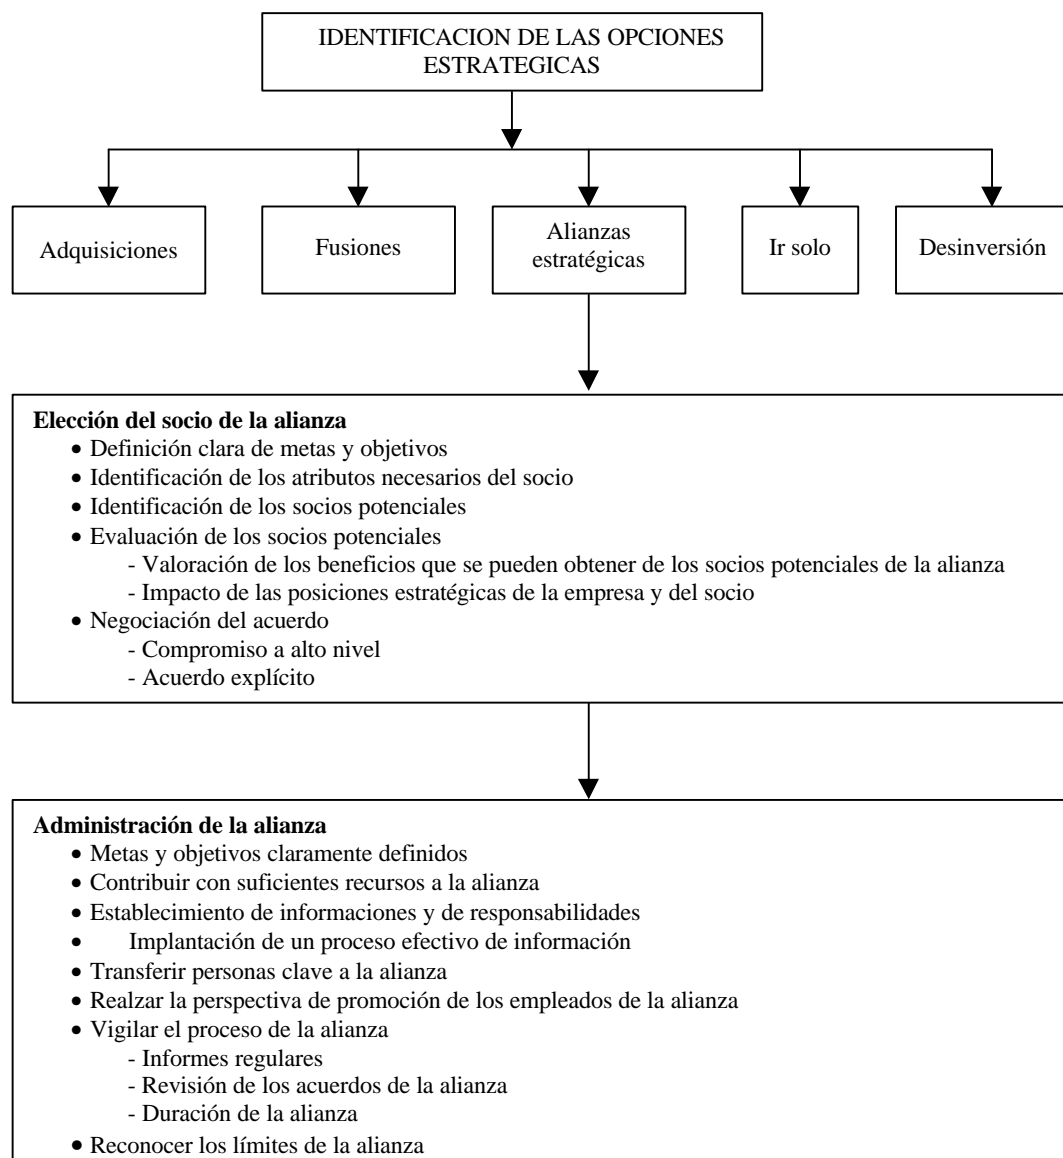 IDENTIFICACION DE LAS OPCIONES
ESTRATEGICAS
Adquisiciones
Fusiones
Alianzas
estratégicas
Ir solo
Desinversión
Elección del socio de la alianza
• Definición clara de metas y objetivos
• Identificación de los atributos necesarios del socio
• Identificación de los socios potenciales
• Evaluación de los socios potenciales
- Valoración de los beneficios que se pueden obtener de los socios potenciales de la alianza
- Impacto de las posiciones estratégicas de la empresa y del socio
• Negociación del acuerdo
- Compromiso a alto nivel
- Acuerdo explícito
Administración de la alianza
• Metas y objetivos claramente definidos
• Contribuir con suficientes recursos a la alianza
• Establecimiento de informaciones y de responsabilidades
• Implantación de un proceso efectivo de información
• Transferir personas clave a la alianza
• Realzar la perspectiva de promoción de los empleados de la alianza
• Vigilar el proceso de la alianza
- Informes regulares
- Revisión de los acuerdos de la alianza
- Duración de la alianza
• Reconocer los límites de la alianza